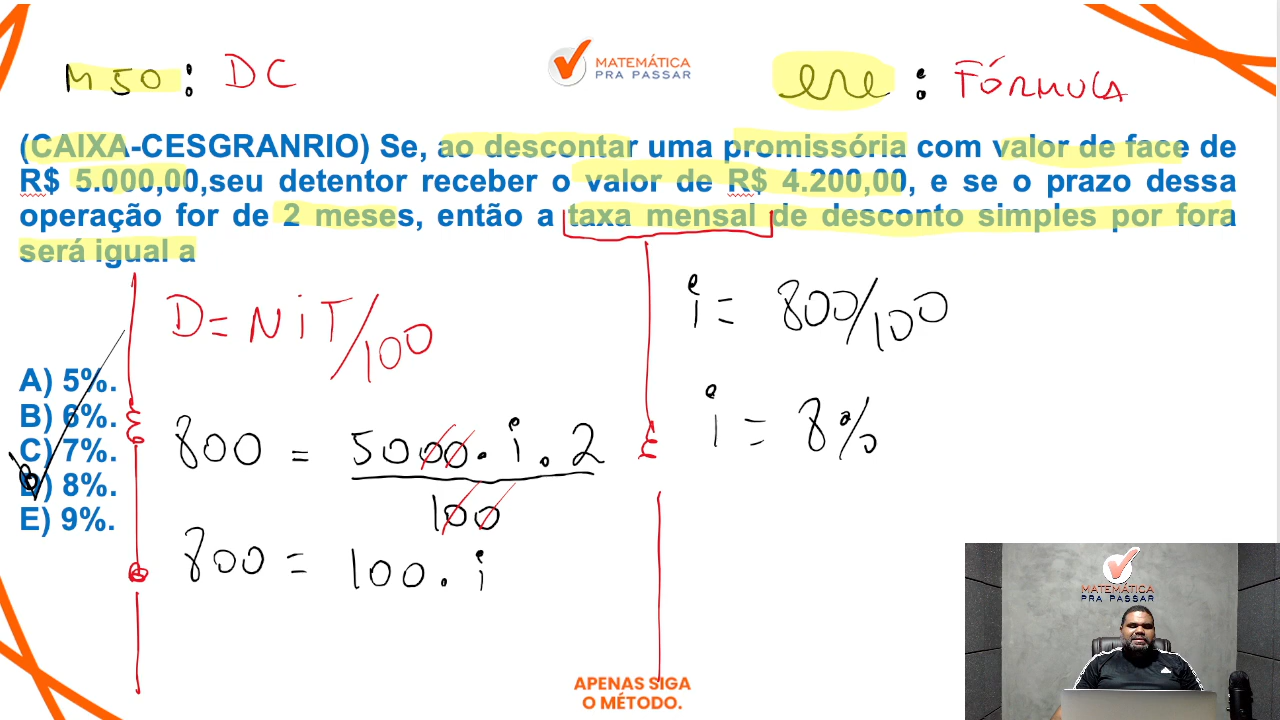 M50: DC
MATEMÁTICA
PRA PASSAR
: FÓRMULA
(CAIXA-CESGRANRIO) Se, ao descontar uma promissória com valor de face de
R$ 5.000,00,seu detentor receber o valor de R$ 4.200,00, e se o prazo dessa
operação for de 2 meses, então a taxa mensal de desconto simples por fora
será igual a
A) 5%.
B) 6%.
C) 7%.
D) 8%.
E) 9%.
D = NiT/100
800 = 5000 . i . 2
100
800 = 100 . i
i = 800/100
i = 8%
MATEMÁTICA
PRA PASSAR
APENAS SIGA
O MÉTODO.